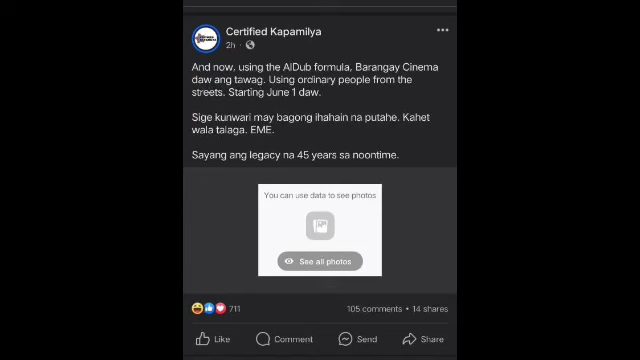 Certified Kapamilya
2h
And now, using the AlDub formula, Barangay Cinema
daw ang tawag. Using ordinary people from the
streets. Starting June 1 daw.
Sige kunwari may bagong ihahain na putahe. Kahet
wala talaga. EME.
Sayang ang legacy na 45 years sa noontime.
You can use data to see photos
See all photos
711
105 comments • 14 shares
Like
Comment
Send
Share